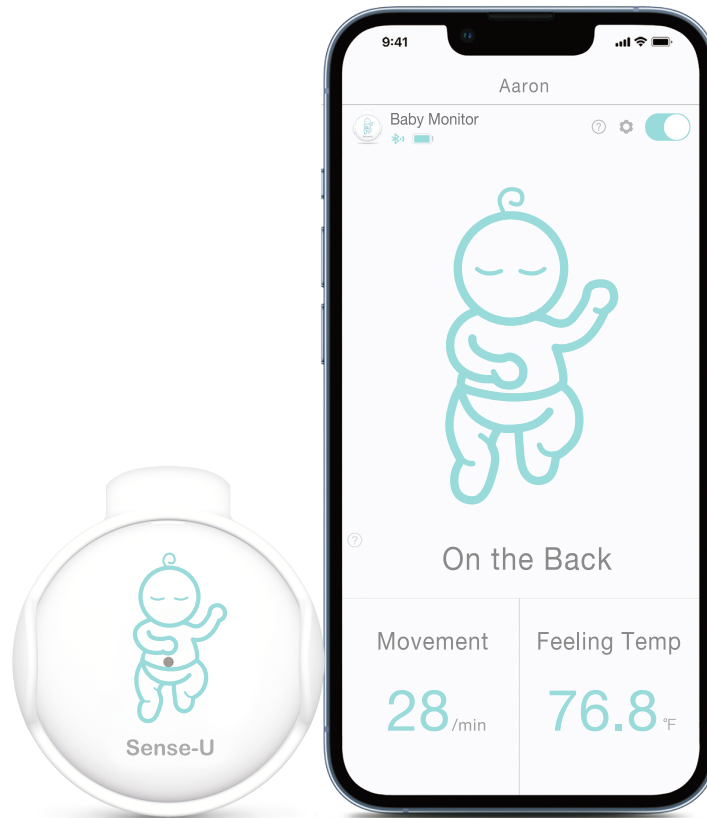 9:41
Aaron
Baby Monitor
On the Back
Movement
Feeling Temp
28/min
76.8°F
Sense-U